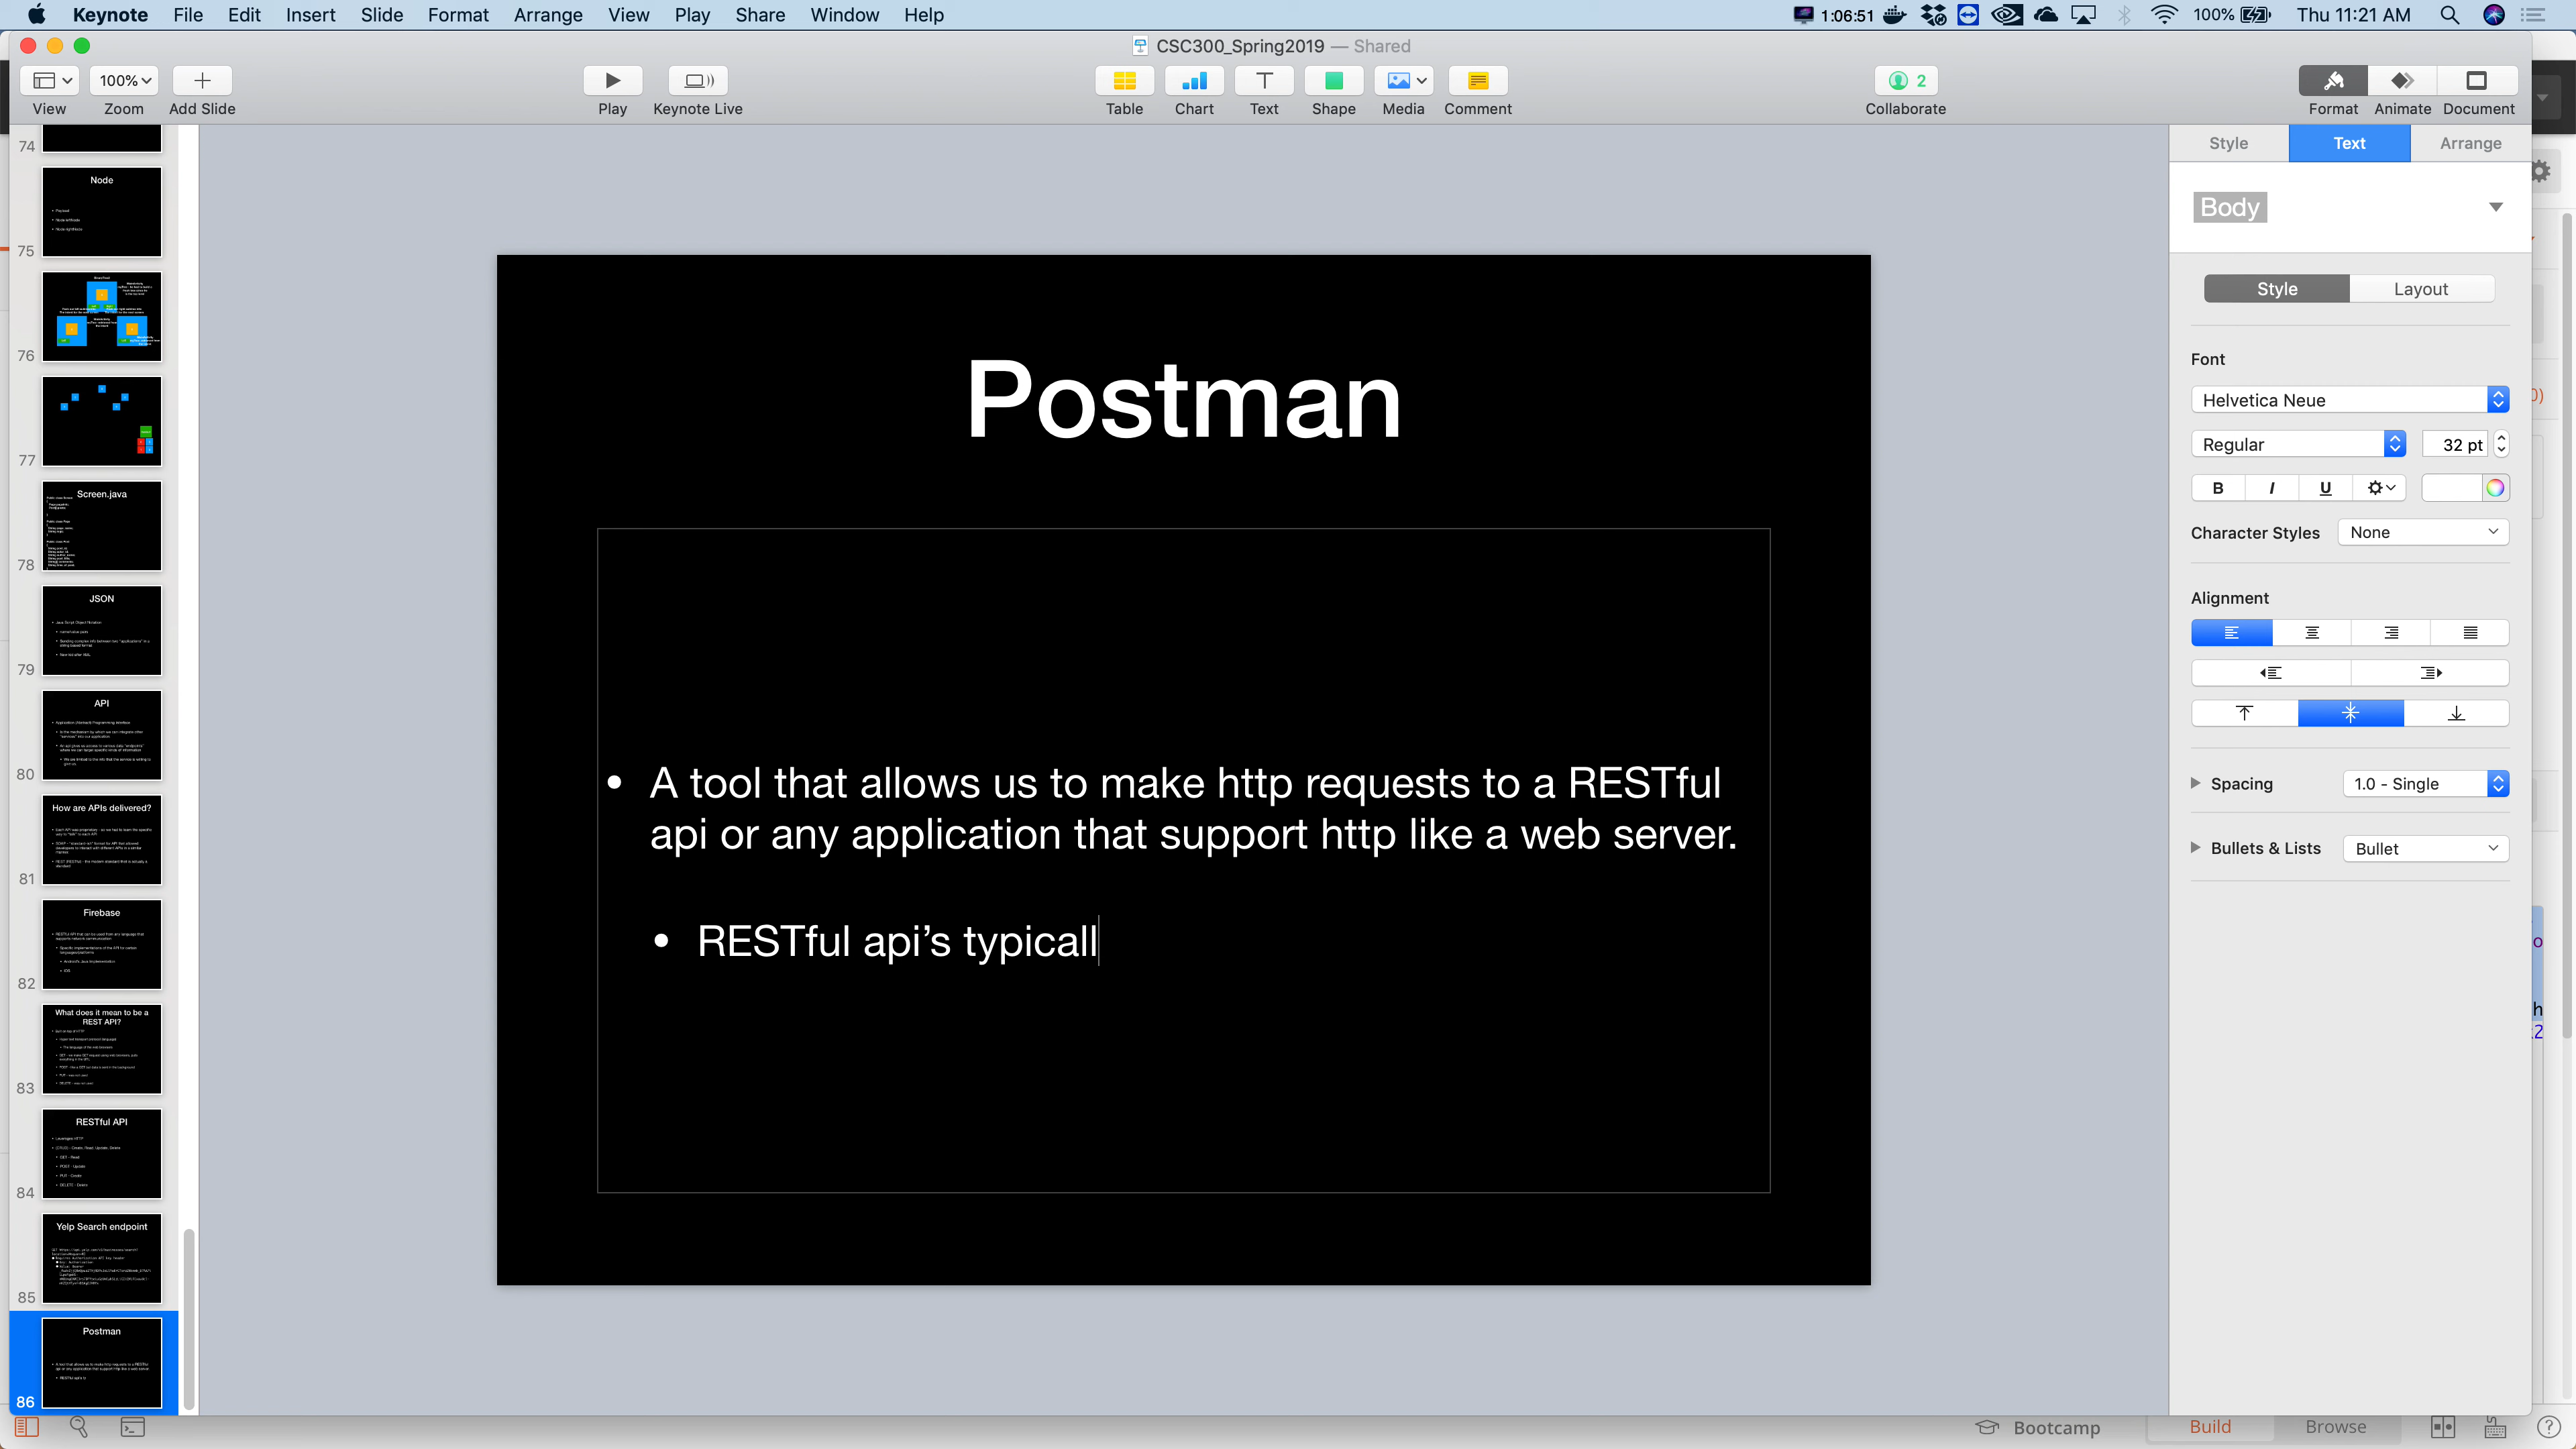 Keynote File Edit Insert Slide Format Arrange View Play Share Window Help
1:06:51 100% Thu 11:21 AM
CSC300_Spring2019 — Shared
100%
2
View Zoom Add Slide Play Keynote Live Table Chart Text Shape Media Comment Collaborate Format Animate Document
74
Node
75
76
77
Screen.java
78
JSON
79
API
80
How are APIs delivered?
81
Firebase
82
What does it mean to be a
REST API?
83
RESTful API
84
Yelp Search endpoint
85
Postman
86
Postman
• A tool that allows us to make http requests to a RESTful
api or any application that support http like a web server.
• RESTful api’s typicall
Style Text Arrange
Body
Style Layout
Font
Helvetica Neue
Regular 32 pt
B I U
Character Styles None
Alignment
Spacing 1.0 - Single
Bullets & Lists Bullet
Bootcamp Build Browse